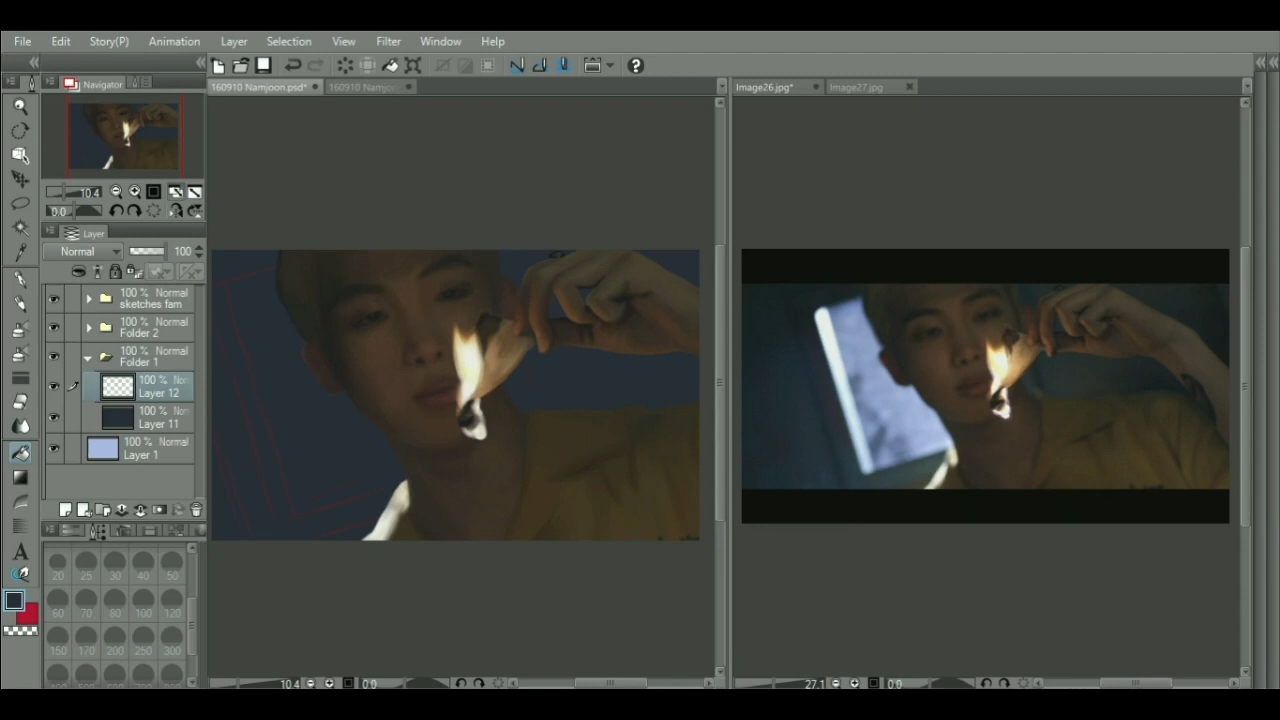 File Edit Story(P) Animation Layer Selection View Filter Window Help
Navigator
160910 Namjoon.psd*
160910 Namjoon
Image26.jpg*
Image27.jpg
10.4
0.0
Layer
Normal 100
100 % Normal
sketches fam
100 % Normal
Folder 2
100 % Normal
Folder 1
100 %
Layer 12
100 %
Layer 11
100 % Normal
Layer 1
20 25 30 40 50
60 70 80 100 120
150 170 200 250 300
10.4 0.0
27.1 0.0